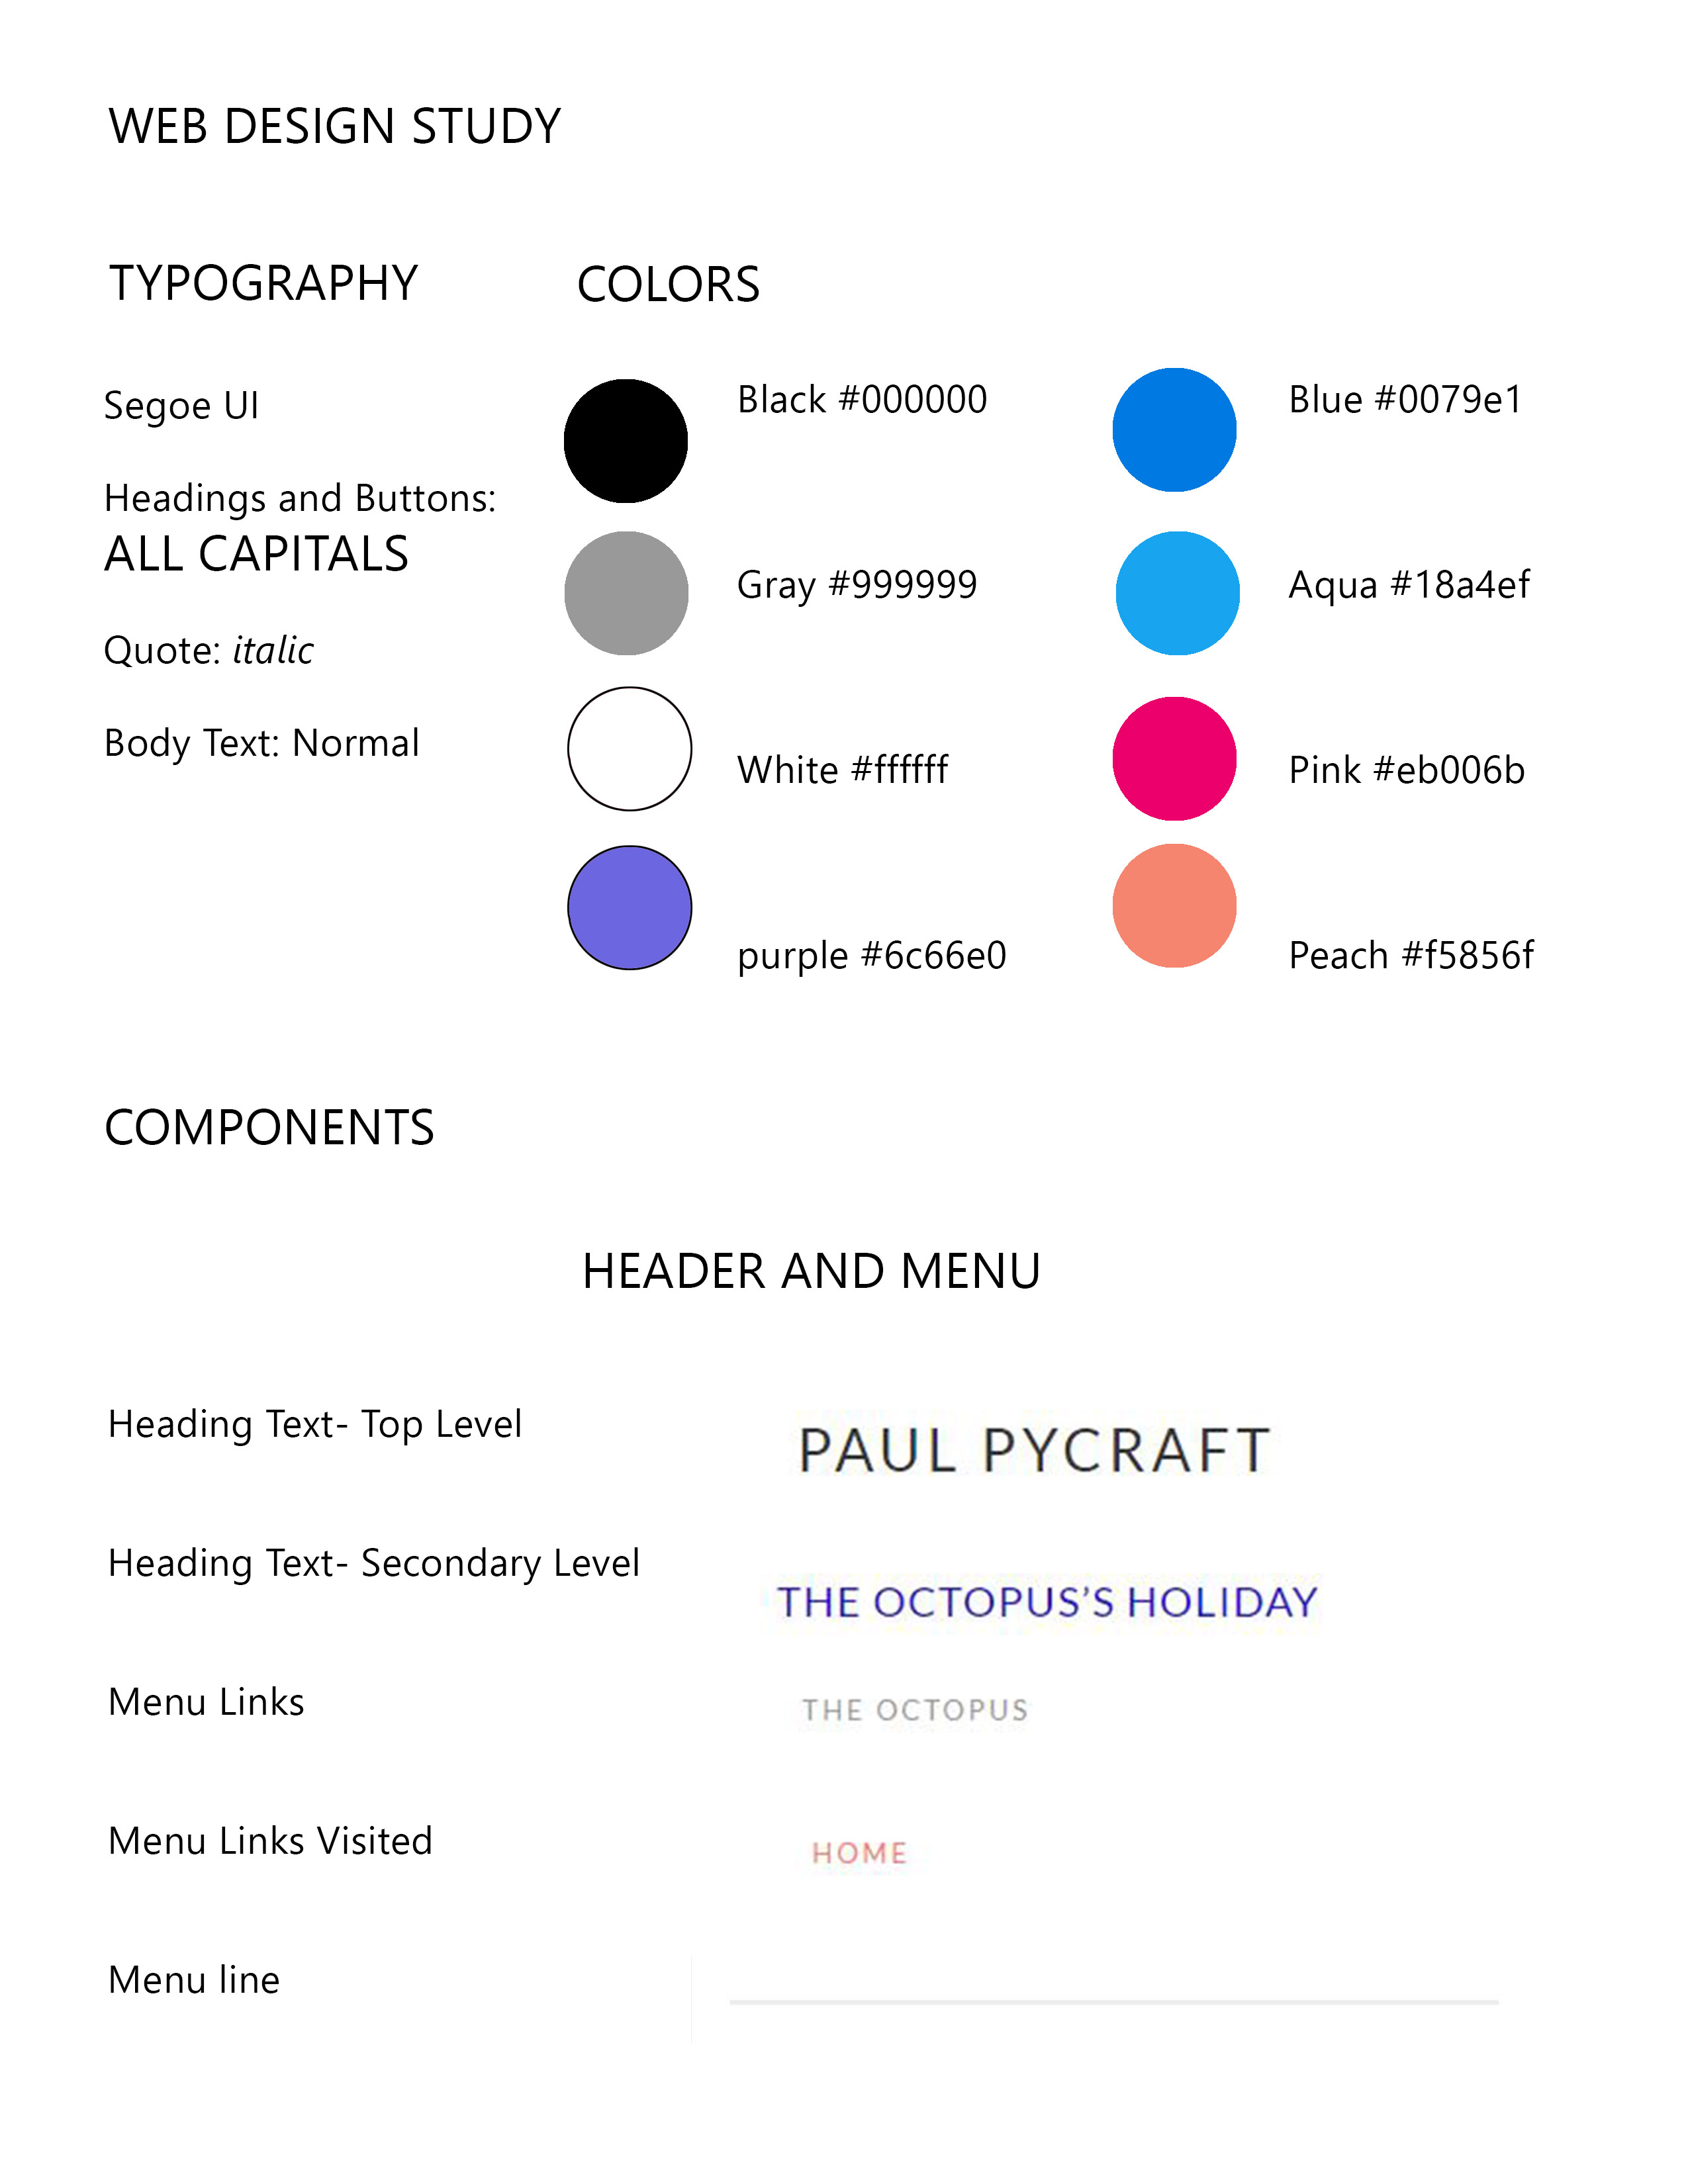 WEB DESIGN STUDY
TYPOGRAPHY
Segoe UI
Headings and Buttons:
ALL CAPITALS
Quote: italic
Body Text: Normal
COLORS
Black #000000
Gray #999999
White #ffffff
purple #6c66e0
Blue #0079e1
Aqua #18a4ef
Pink #eb006b
Peach #f5856f
COMPONENTS
HEADER AND MENU
Heading Text- Top Level
PAUL PYCRAFT
Heading Text- Secondary Level
THE OCTOPUS’S HOLIDAY
Menu Links
THE OCTOPUS
Menu Links Visited
HOME
Menu line